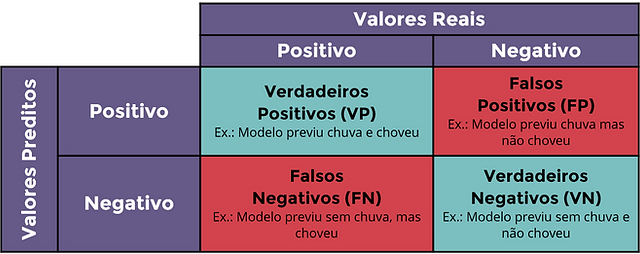 Valores Reais
Positivo
Negativo
Valores Preditos
Positivo
Verdadeiros
Positivos (VP)
Ex.: Modelo previu chuva e choveu
Falsos
Positivos (FP)
Ex.: Modelo previu chuva mas
não choveu
Negativo
Falsos
Negativos (FN)
Ex.: Modelo previu sem chuva, mas
choveu
Verdadeiros
Negativos (VN)
Ex.: Modelo previu sem chuva e
não choveu